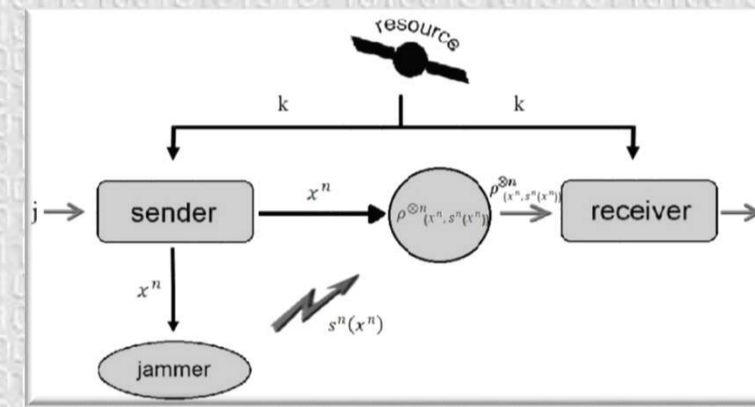 resource
k k
j sender x^n ρ^{⊗n}_{(x^n, s^n(x^n))} ρ^{⊗n}_{(x^n, s^n(x^n))} receiver
x^n
s^n(x^n)
jammer